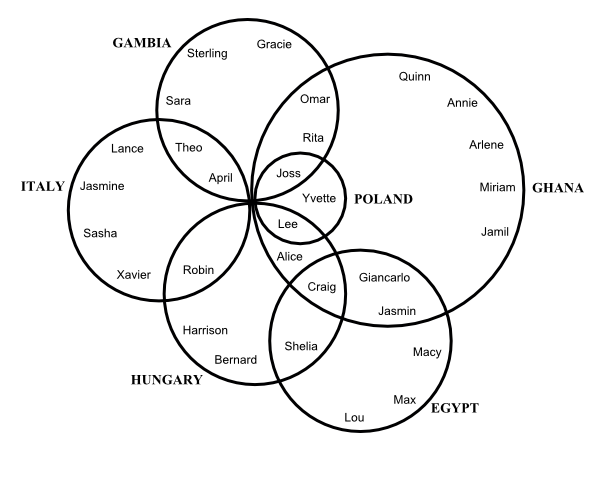 GAMBIA
Sterling
Gracie
Quinn
Omar
Annie
Sara
Rita
Arlene
Lance
Theo
Joss
April
ITALY
Jasmine
Yvette
POLAND
Miriam
GHANA
Lee
Sasha
Jamil
Alice
Xavier
Robin
Craig
Giancarlo
Jasmin
Harrison
Bernard
Shelia
Macy
HUNGARY
Max
EGYPT
Lou